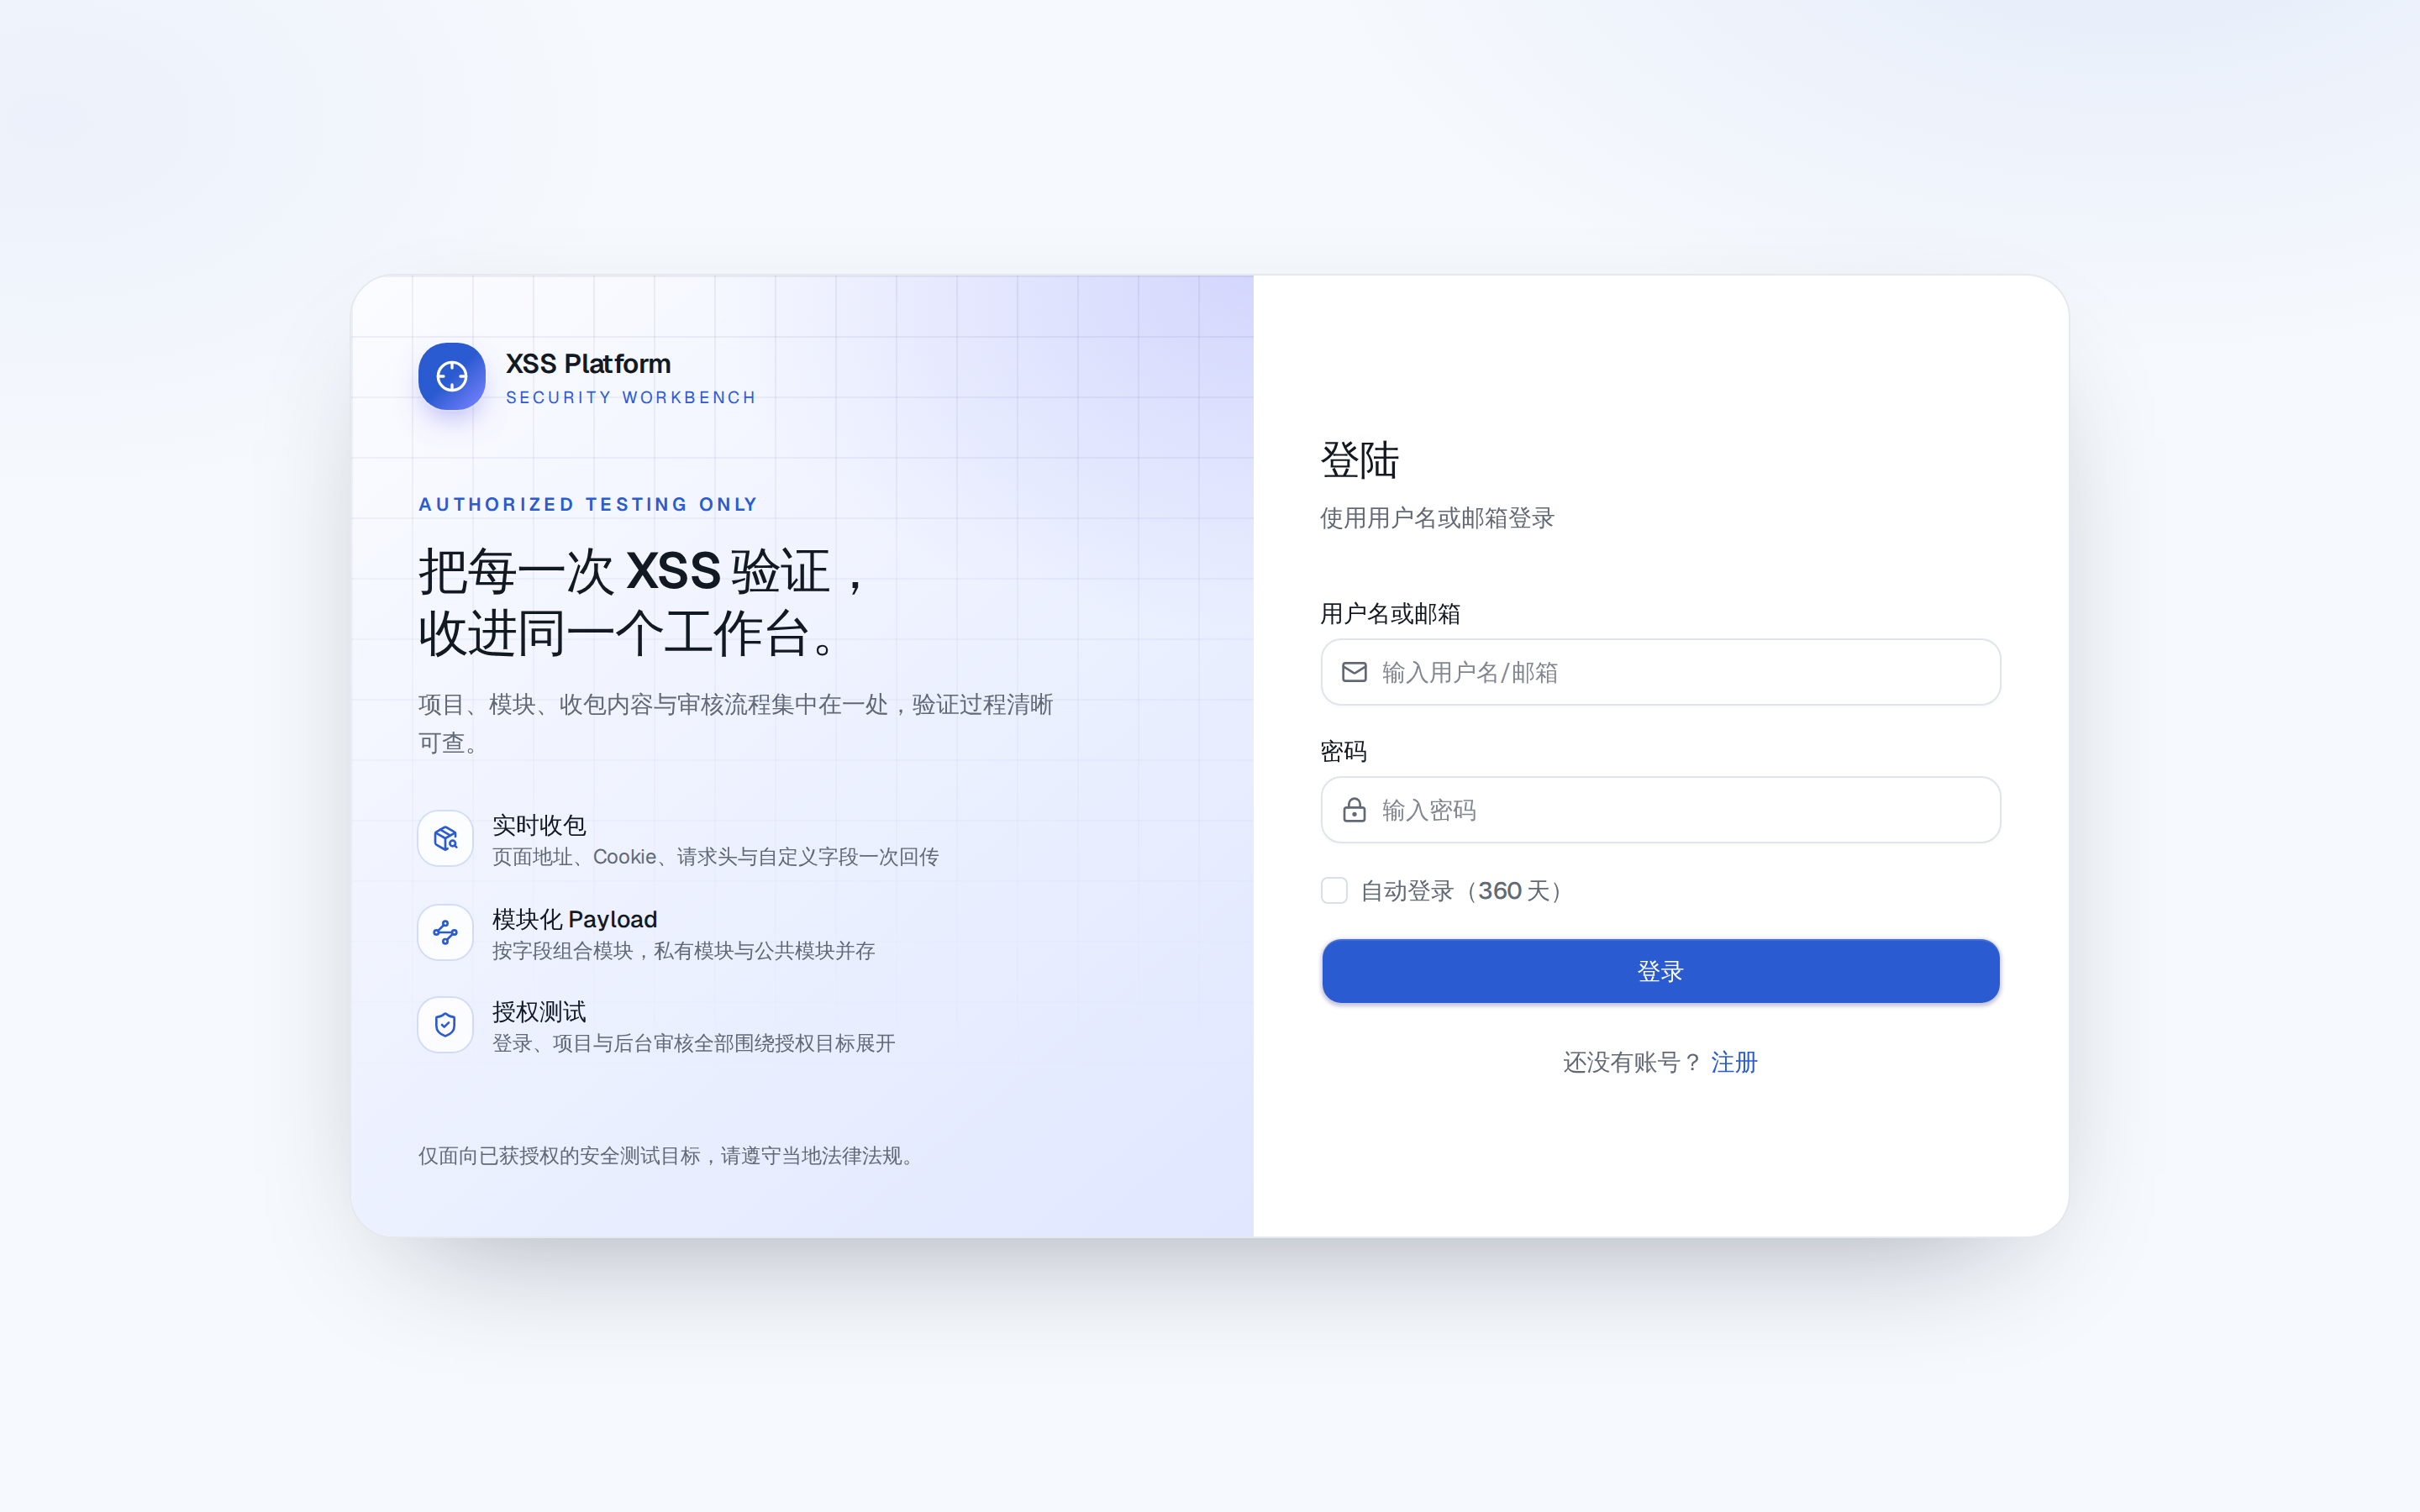 XSS Platform
SECURITY WORKBENCH
AUTHORIZED TESTING ONLY
把每一次 XSS 验证，
收进同一个工作台。
项目、模块、收包内容与审核流程集中在一处，验证过程清晰
可查。
实时收包
页面地址、Cookie、请求头与自定义字段一次回传
模块化 Payload
按字段组合模块，私有模块与公共模块并存
授权测试
登录、项目与后台审核全部围绕授权目标展开
仅面向已获授权的安全测试目标，请遵守当地法律法规。
登陆
使用用户名或邮箱登录
用户名或邮箱
输入用户名/邮箱
密码
输入密码
自动登录（360 天）
登录
还没有账号？ 注册